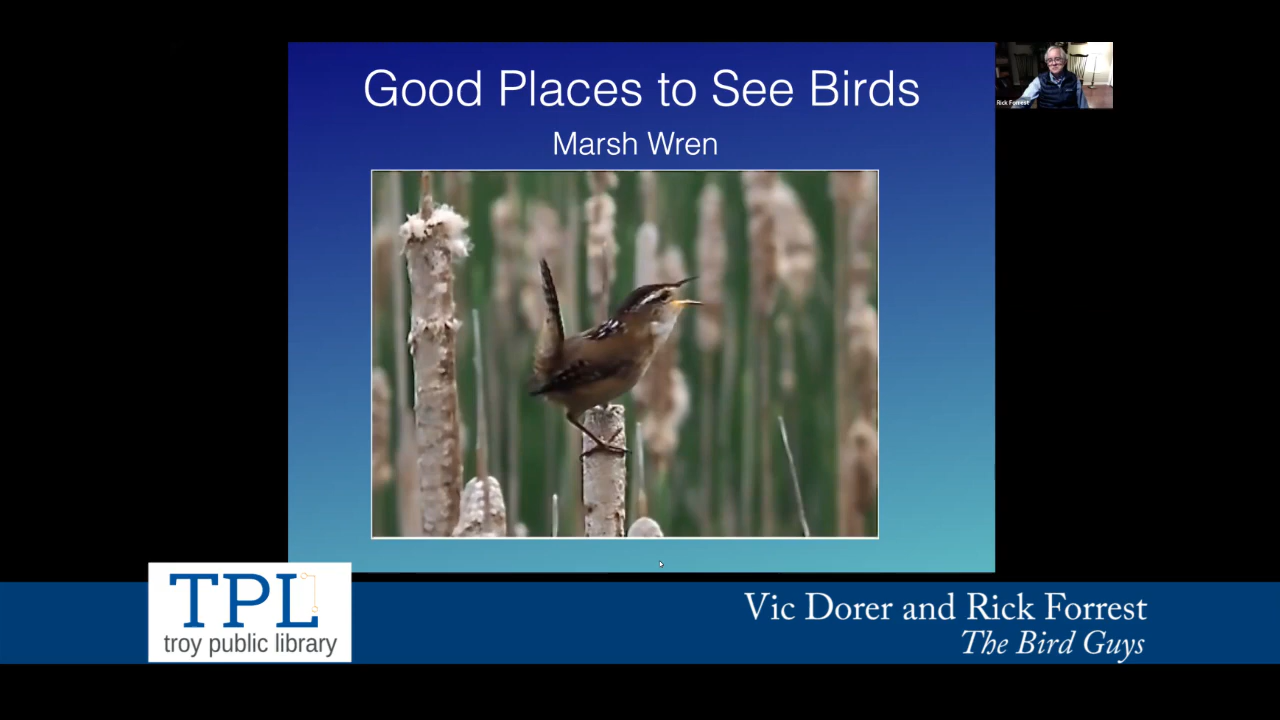 Good Places to See Birds
Marsh Wren
Rick Forrest
TPL
troy public library
Vic Dorer and Rick Forrest
The Bird Guys